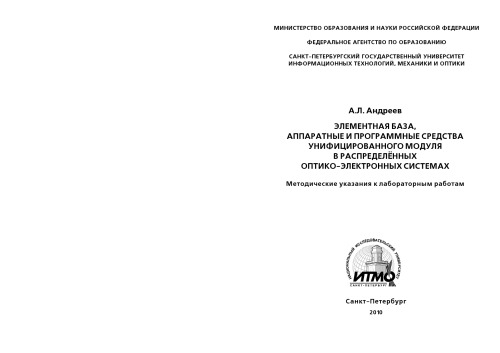 МИНИСТЕРСТВО ОБРАЗОВАНИЯ И НАУКИ РОССИЙСКОЙ ФЕДЕРАЦИИ
ФЕДЕРАЛЬНОЕ АГЕНТСТВО ПО ОБРАЗОВАНИЮ
САНКТ-ПЕТЕРБУРГСКИЙ ГОСУДАРСТВЕННЫЙ УНИВЕРСИТЕТ
ИНФОРМАЦИОННЫХ ТЕХНОЛОГИЙ, МЕХАНИКИ И ОПТИКИ
А.Л. Андреев
ЭЛЕМЕНТНАЯ БАЗА,
АППАРАТНЫЕ И ПРОГРАММНЫЕ СРЕДСТВА
УНИФИЦИРОВАННОГО МОДУЛЯ
В РАСПРЕДЕЛЁННЫХ
ОПТИКО-ЭЛЕКТРОННЫХ СИСТЕМАХ
Методические указания к лабораторным работам
НАЦИОНАЛЬНЫЙ ИССЛЕДОВАТЕЛЬСКИЙ УНИВЕРСИТЕТ
ИТМО
САНКТ-ПЕТЕРБУРГ
Санкт-Петербург
2010